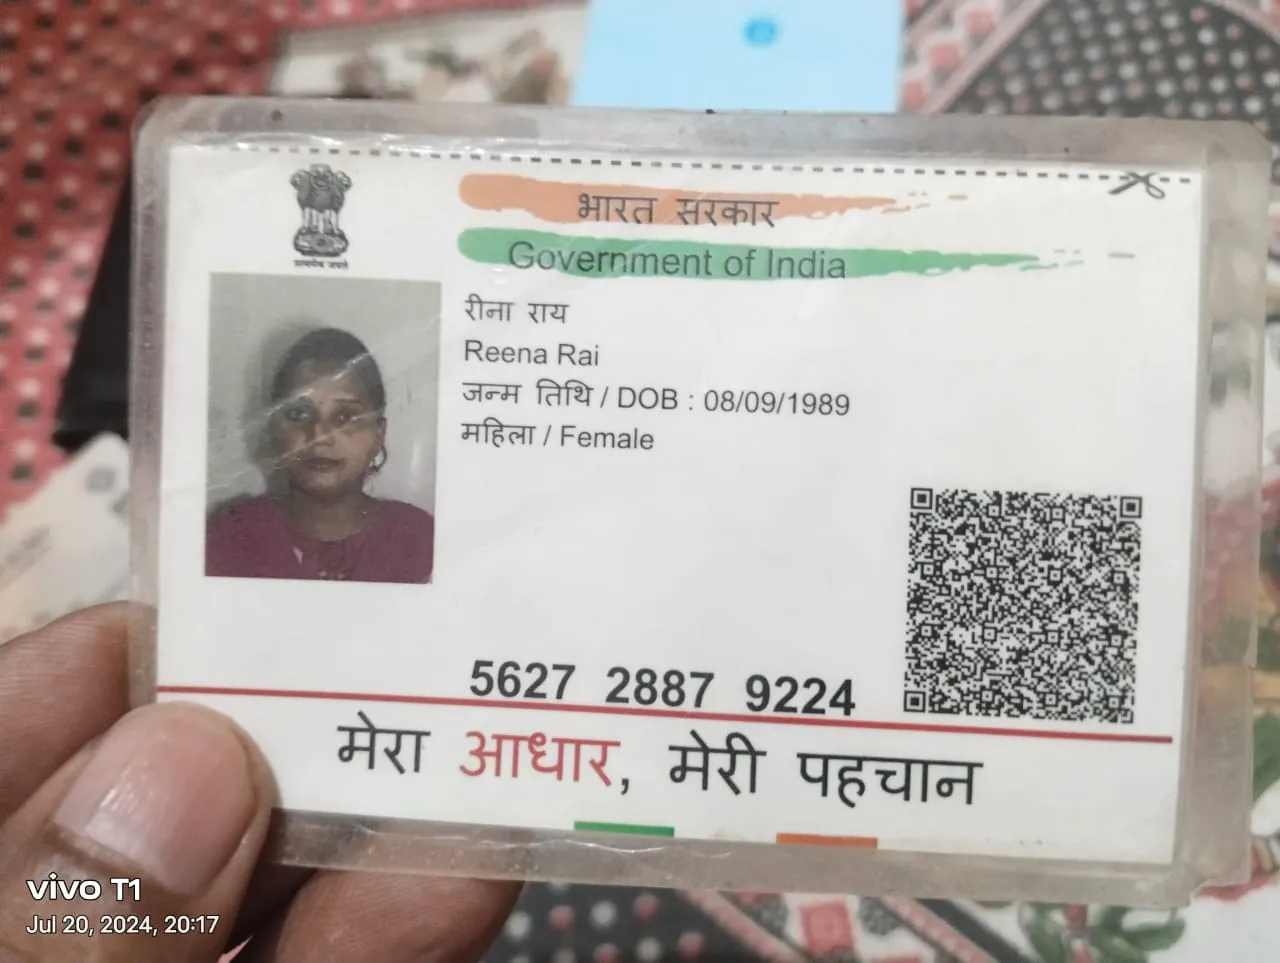 भारत सरकार
Government of India
सत्यमेव जयते
रीना राय
Reena Rai
जन्म तिथि / DOB : 08/09/1989
महिला / Female
5627 2887 9224
मेरा आधार, मेरी पहचान
vivo T1
Jul 20, 2024, 20:17